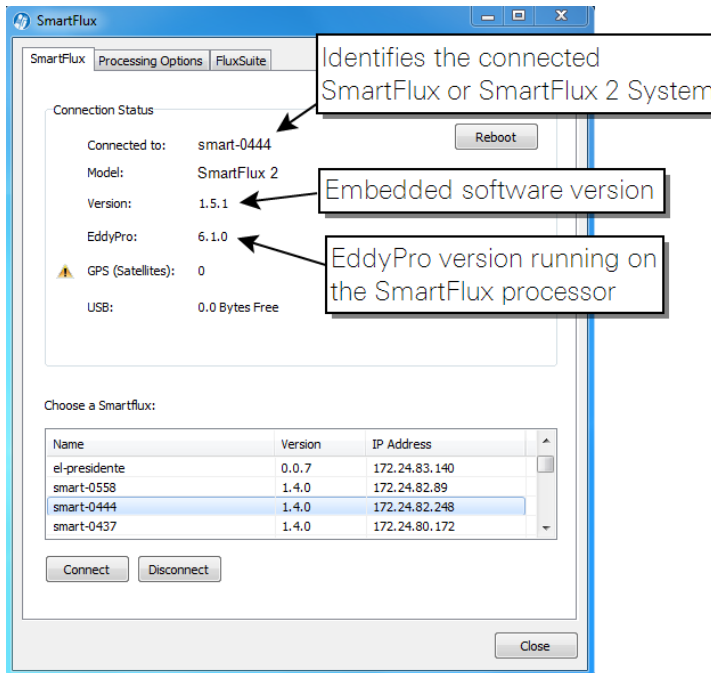 SmartFlux
SmartFlux Processing Options FluxSuite
Identifies the connected
SmartFlux or SmartFlux 2 System
Connection Status
Reboot
Connected to: smart-0444
Model: SmartFlux 2
Embedded software version
Version: 1.5.1
EddyPro: 6.1.0
EddyPro version running on
the SmartFlux processor
GPS (Satellites): 0
USB: 0.0 Bytes Free
Choose a Smartflux:
Name Version IP Address
el-presidente 0.0.7 172.24.83.140
smart-0558 1.4.0 172.24.82.89
smart-0444 1.4.0 172.24.82.248
smart-0437 1.4.0 172.24.80.172
Connect Disconnect
Close